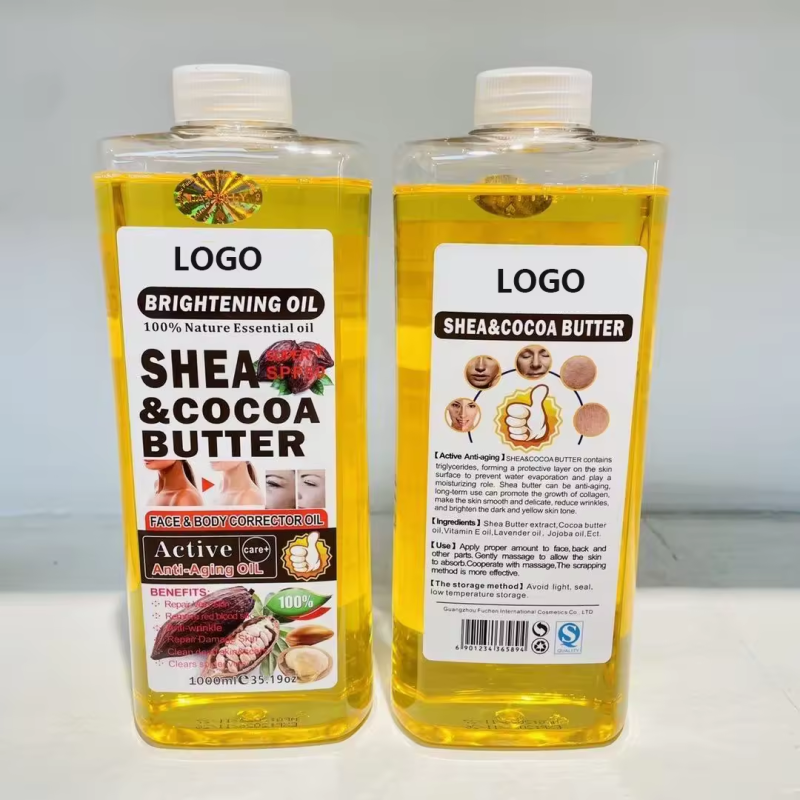 LOGO
BRIGHTENING OIL
100% Nature Essential oil
SHEA
&COCOA
BUTTER
FACE & BODY CORRECTOR OIL
Active care+
Anti-Aging OiL
BENEFITS:
100%
Repair Damaged Skin
1000ml℮35.19oz
LOGO
SHEA&COCOA BUTTER
【Active Anti-aging】SHEA&COCOA BUTTER contains
triglycerides, forming a protective layer on the skin
surface to prevent water evaporation and play a
moisturizing role. Shea butter can be anti-aging,
long-term use can promote the growth of collagen,
make the skin smooth and delicate, reduce wrinkles,
and brighten the dark and yellow skin tone.
【Ingredients】Shea Butter extract,Cocoa butter
oil,Vitamin E oil,Lavender oil, Jojoba oil,Ect.
【Use】Apply proper amount to face,back and
other parts. Gently massage to allow the skin
to absorb.Cooperate with massage,The scrapping
method is more effective.
【The storage method】Avoid light, seal,
low temperature storage.
Guangzhou Fuchen International Cosmetics Co., LTD
6 901234 365894
QUALITY